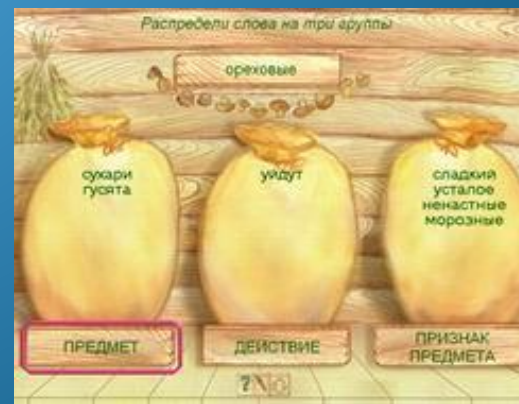 Распредели слова на три группы
ореховые
сухари
гусята
уйдут
сладкий
усталое
ненастные
морозные
ПРЕДМЕТ
ДЕЙСТВИЕ
ПРИЗНАК
ПРЕДМЕТА
?